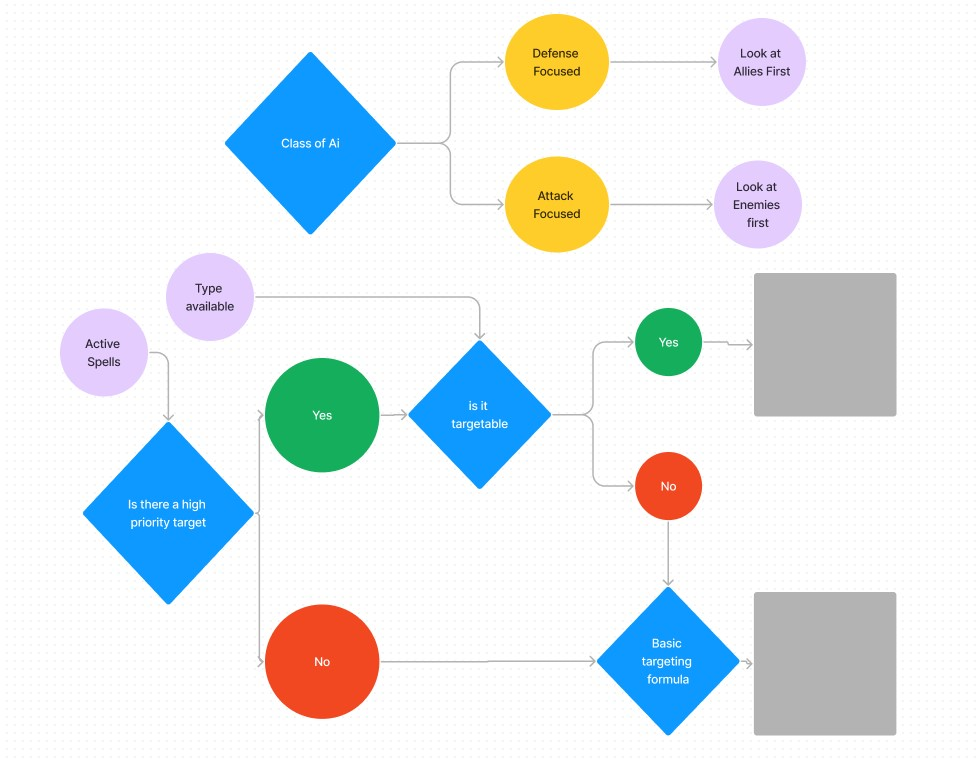 Defense
Focused
Look at
Allies First
Class of Ai
Attack
Focused
Look at
Enemies
first
Type
available
Active
Spells
Yes
Yes
is it
targetable
No
Is there a high
priority target
No
Basic
targeting
formula